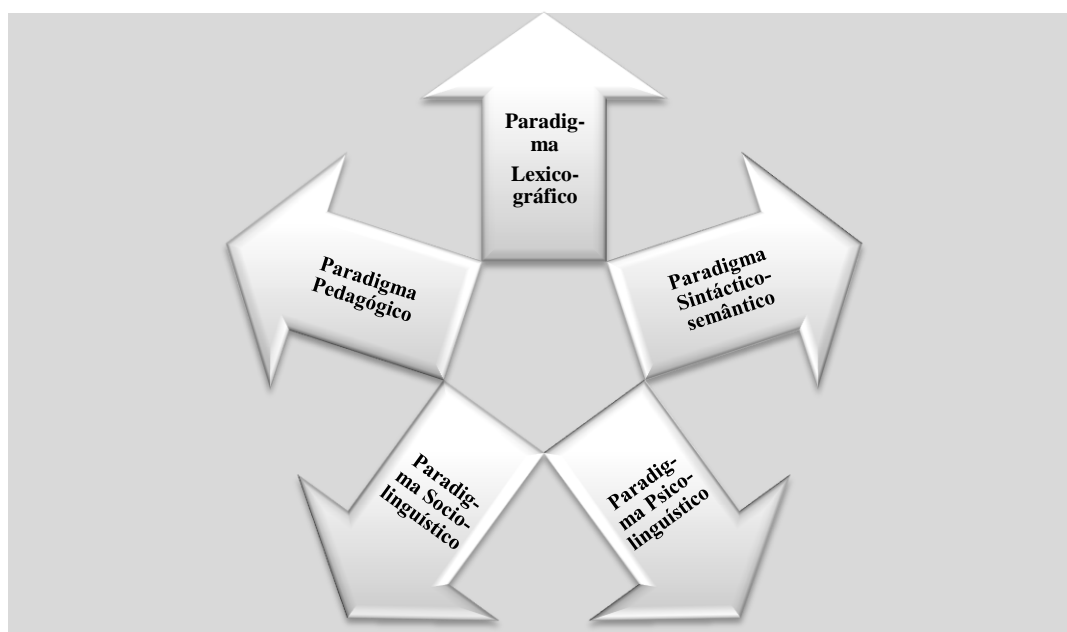 Paradig-
ma
Lexico-
gráfico
Paradigma
Sintáctico-
semântico
Paradig-
ma Psico-
linguístico
Paradig-
ma Socio-
linguístico
Paradigma
Pedagógico